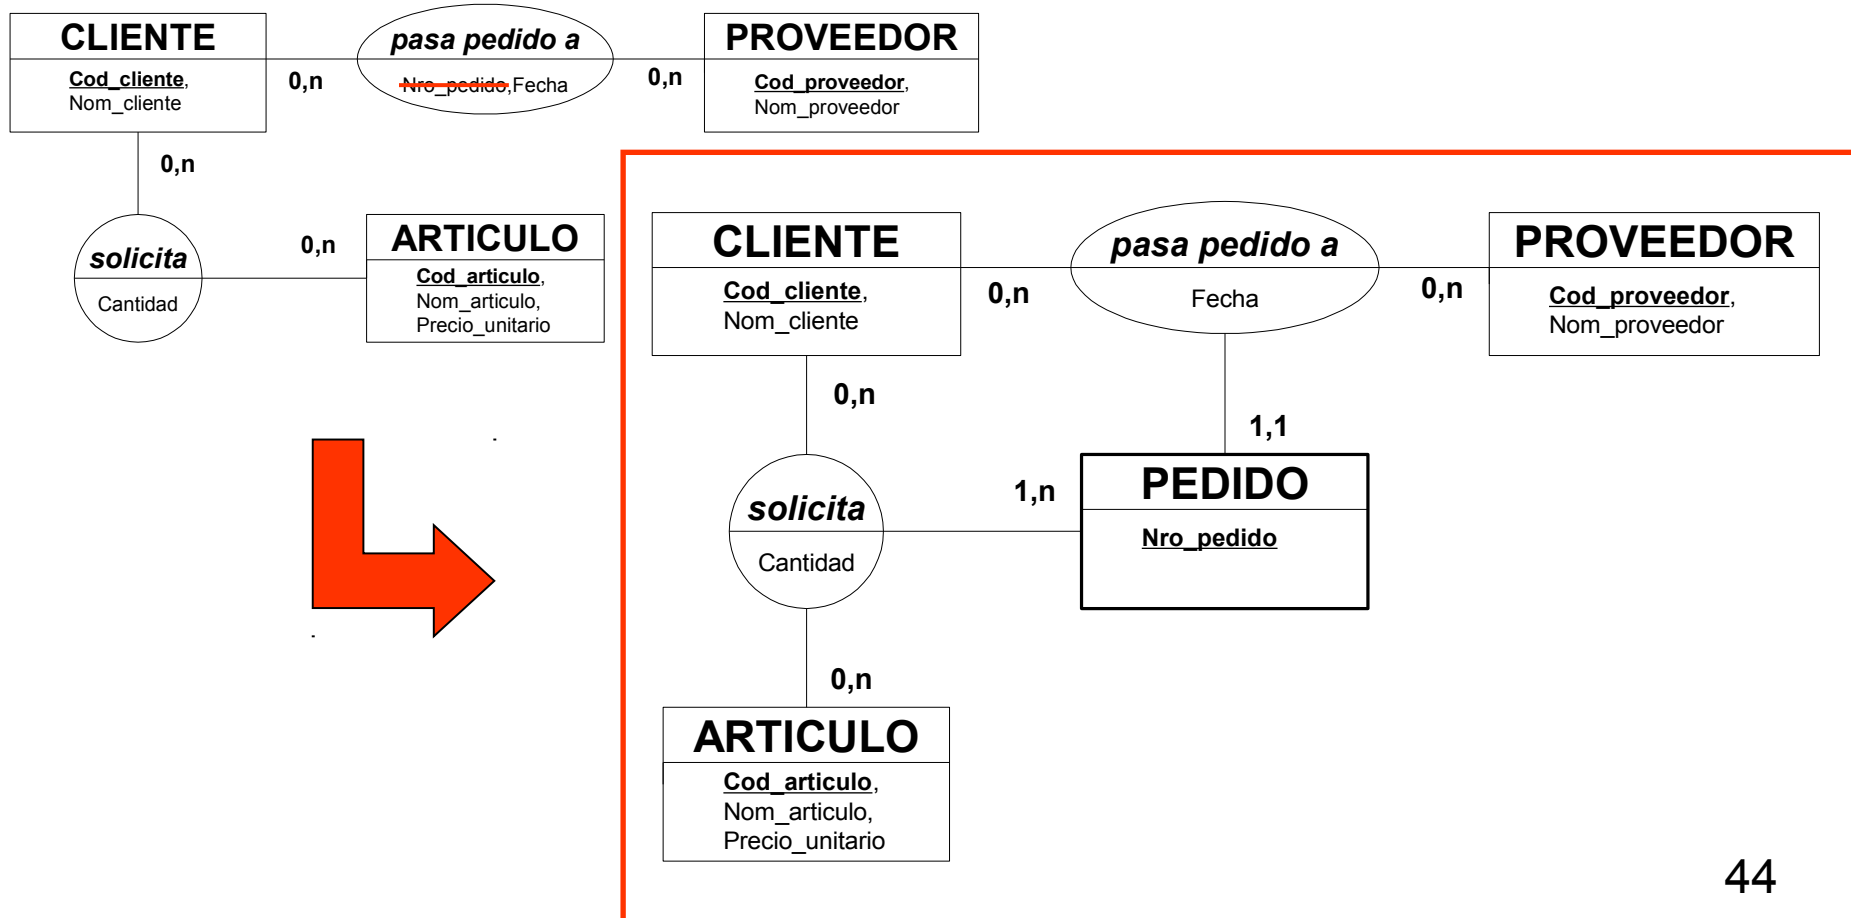 CLIENTE
Cod_cliente,
Nom_cliente
0,n
pasa pedido a
Nro_pedido,Fecha
0,n
PROVEEDOR
Cod_proveedor,
Nom_proveedor
0,n
solicita
Cantidad
0,n
ARTICULO
Cod_articulo,
Nom_articulo,
Precio_unitario
CLIENTE
Cod_cliente,
Nom_cliente
0,n
pasa pedido a
Fecha
0,n
PROVEEDOR
Cod_proveedor,
Nom_proveedor
0,n
1,1
solicita
Cantidad
1,n
PEDIDO
Nro_pedido
0,n
ARTICULO
Cod_articulo,
Nom_articulo,
Precio_unitario
44